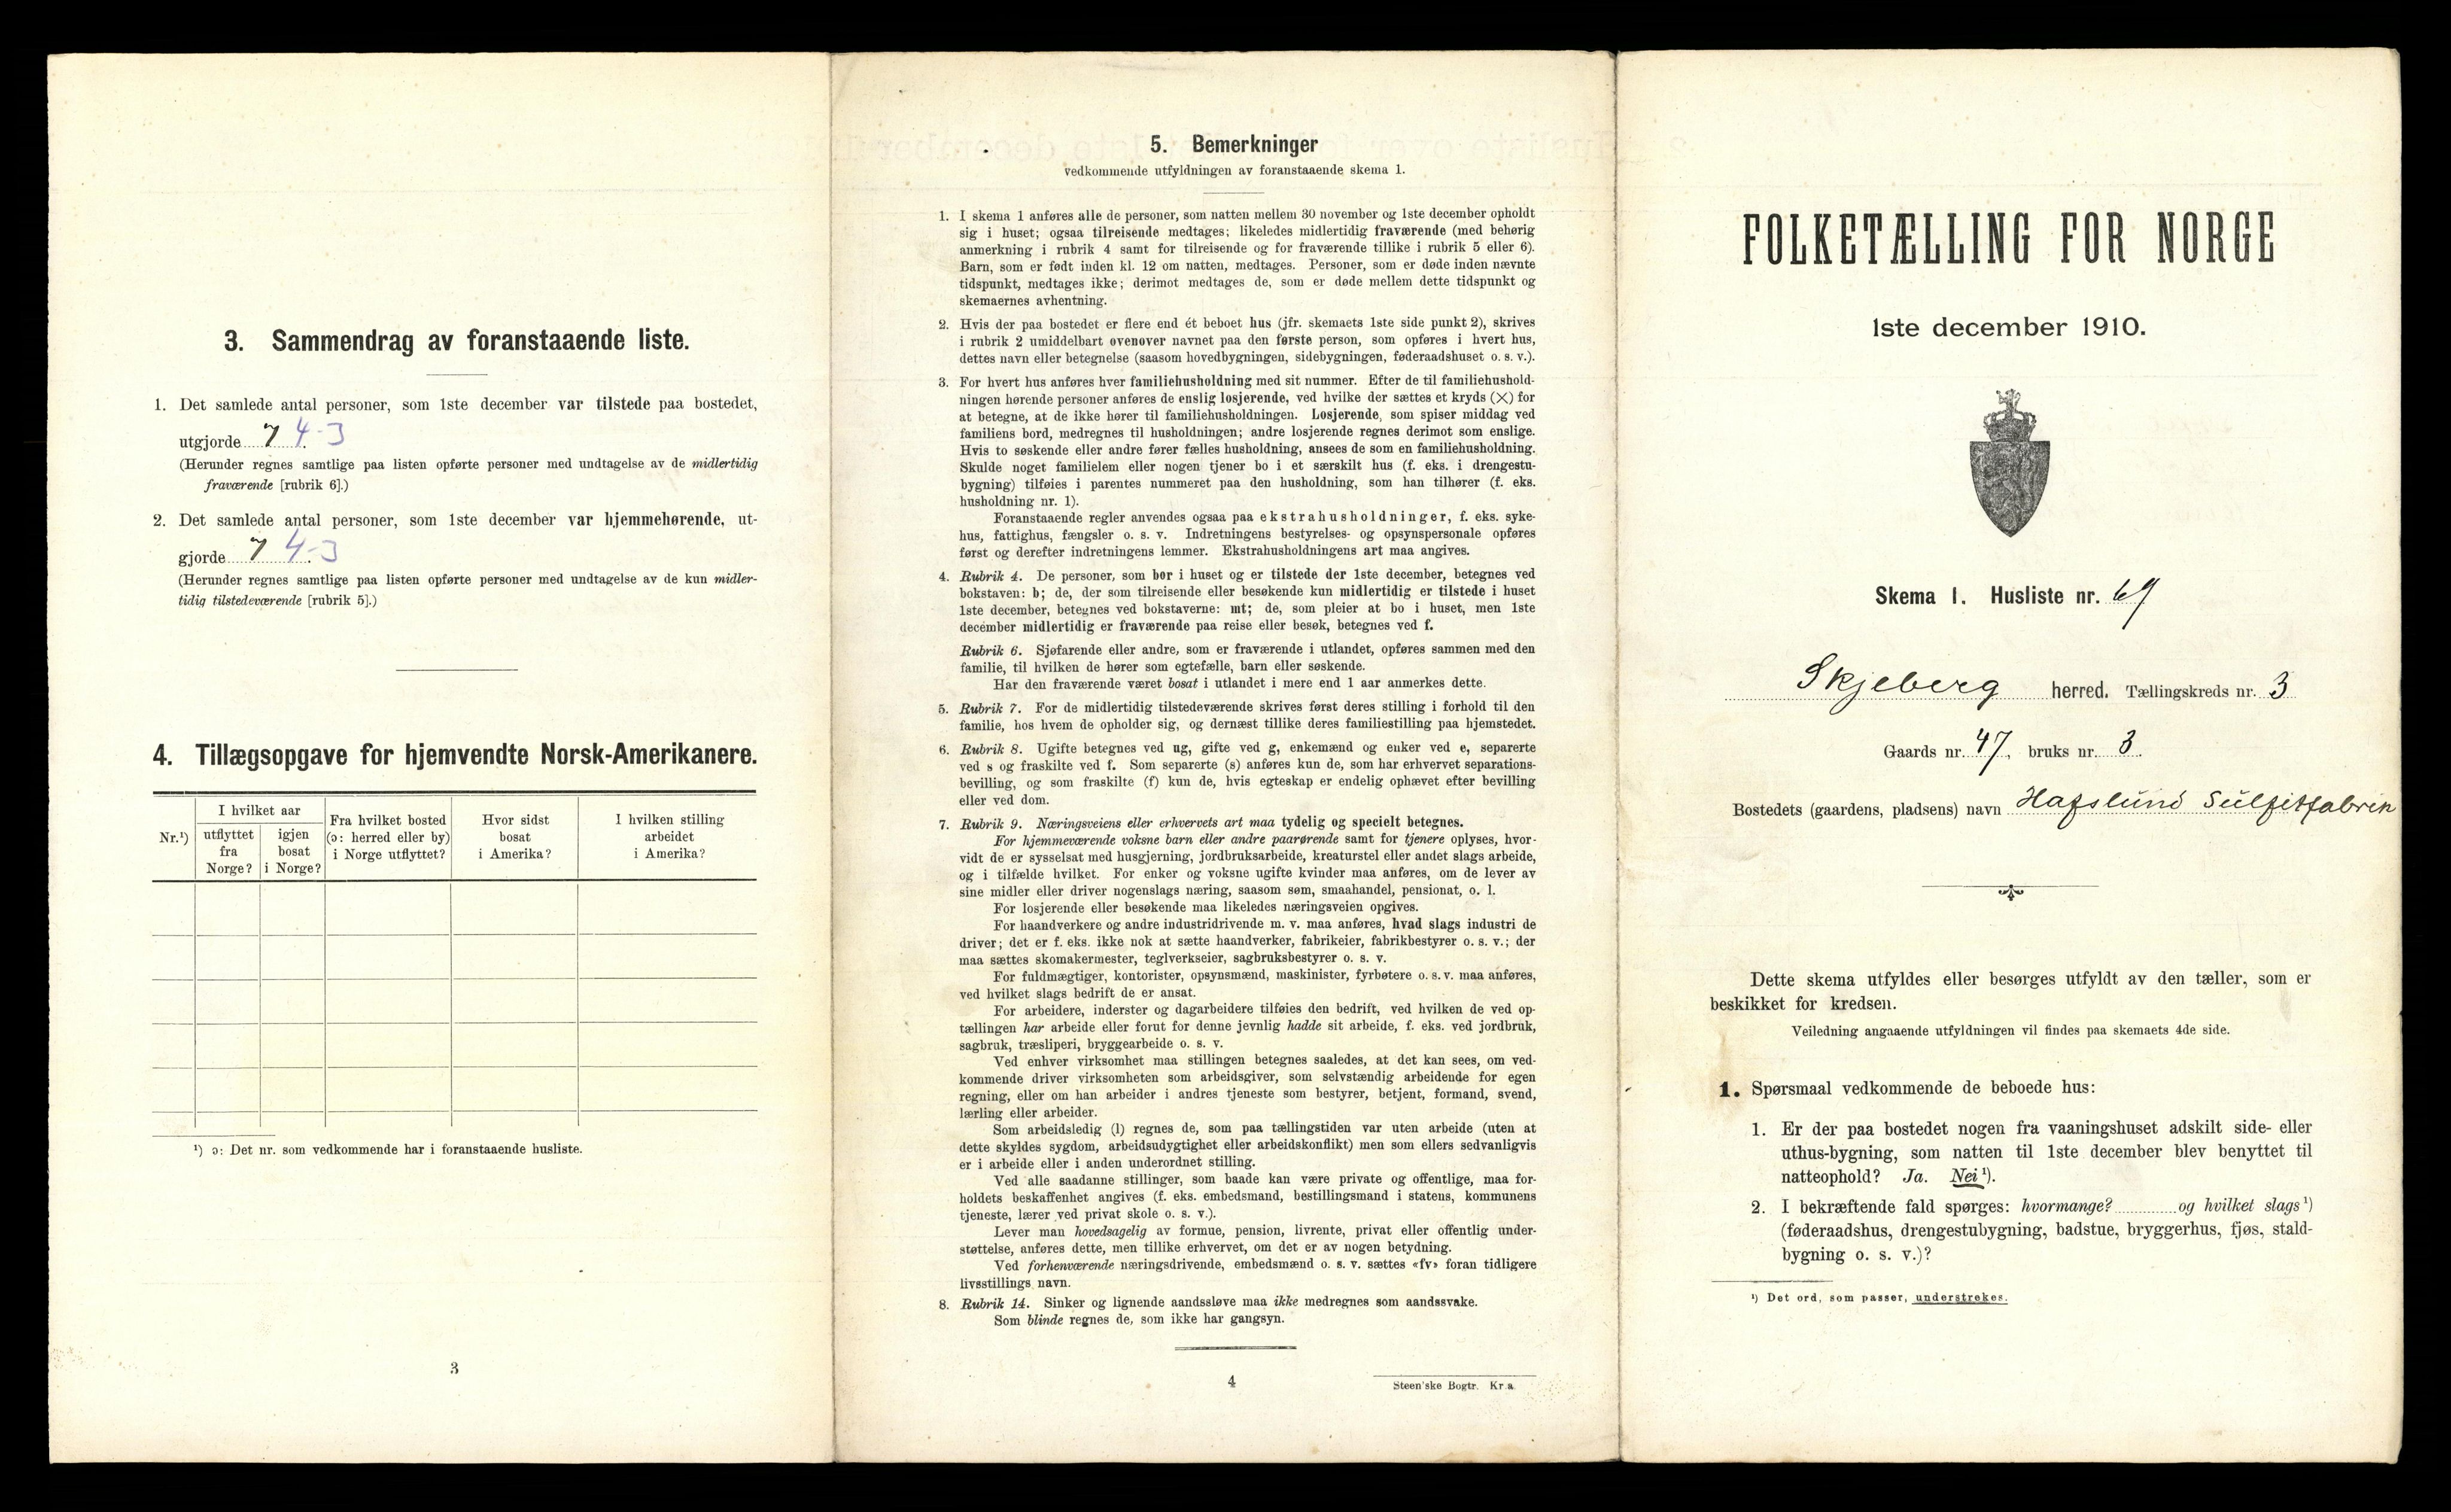 3. Sammendrag av foranstaaende liste.
1. Det samlede antal personer, som 1ste december var tilstede paa bostedet,
utgjorde 7 4-3
(Herunder regnes samtlige paa listen opførte personer med undtagelse av de midlertidig
fraværende [rubrik 6].)
2. Det samlede antal personer, som 1ste december var hjemmehørende, ut-
gjorde 7 4-3
(Herunder regnes samtlige paa listen opførte personer med undtagelse av de kun midler-
tidig tilstedeværende [rubrik 5].)
4. Tillægsopgave for hjemvendte Norsk-Amerikanere.
Nr.¹)
I hvilket aar
utflyttet
fra
Norge?
igjen
bosat
i Norge?
Fra hvilket bosted
(ɔ: herred eller by)
i Norge utflyttet?
Hvor sidst
bosat
i Amerika?
I hvilken stilling
arbeidet
i Amerika?
¹) ɔ: Det nr. som vedkommende har i foranstaaende husliste.
3
5. Bemerkninger
vedkommende utfyldningen av foranstaaende skema 1.
1. I skema 1 anføres alle de personer, som natten mellem 30 november og 1ste december opholdt
sig i huset; ogsaa tilreisende medtages; likeledes midlertidig fraværende (med behørig
anmerkning i rubrik 4 samt for tilreisende og for fraværende tillike i rubrik 5 eller 6).
Barn, som er født inden kl. 12 om natten, medtages. Personer, som er døde inden nævnte
tidspunkt, medtages ikke; derimot medtages de, som er døde mellem dette tidspunkt og
skemaernes avhentning.
2. Hvis der paa bostedet er flere end ét beboet hus (jfr. skemaets 1ste side punkt 2), skrives
i rubrik 2 umiddelbart ovenover navnet paa den første person, som opføres i hvert hus,
dettes navn eller betegnelse (saasom hovedbygningen, sidebygningen, føderaadshuset o. s. v.).
3. For hvert hus anføres hver familiehusholdning med sit nummer. Efter de til familiehushold-
ningen hørende personer anføres de enslig losjerende, ved hvilke der sættes et kryds (×) for
at betegne, at de ikke hører til familiehusholdningen. Losjerende, som spiser middag ved
familiens bord, medregnes til husholdningen; andre losjerende regnes derimot som enslige.
Hvis to søskende eller andre fører fælles husholdning, ansees de som en familiehusholdning.
Skulde noget familielem eller nogen tjener bo i et særskilt hus (f. eks. i drengestu-
bygning) tilføies i parentes nummeret paa den husholdning, som han tilhører (f. eks.
husholdning nr. 1).
Foranstaaende regler anvendes ogsaa paa ekstrahusholdninger, f. eks. syke-
hus, fattighus, fængsler o. s. v. Indretningens bestyrelses- og opsynspersonale opføres
først og derefter indretningens lemmer. Ekstrahusholdningens art maa angives.
4. Rubrik 4. De personer, som bor i huset og er tilstede der 1ste december, betegnes ved
bokstaven: b; de, der som tilreisende eller besøkende kun midlertidig er tilstede i huset
1ste december, betegnes ved bokstaverne: mt; de, som pleier at bo i huset, men 1ste
december midlertidig er fraværende paa reise eller besøk, betegnes ved f.
Rubrik 6. Sjøfarende eller andre, som er fraværende i utlandet, opføres sammen med den
familie, til hvilken de hører som egtefælle, barn eller søskende.
Har den fraværende været bosat i utlandet i mere end 1 aar anmerkes dette.
5. Rubrik 7. For de midlertidig tilstedeværende skrives først deres stilling i forhold til den
familie, hos hvem de opholder sig, og dernæst tillike deres familiestilling paa hjemstedet.
6. Rubrik 8. Ugifte betegnes ved ug, gifte ved g, enkemænd og enker ved e, separerte
ved s og fraskilte ved f. Som separerte (s) anføres kun de, som har erhvervet separations-
bevilling, og som fraskilte (f) kun de, hvis egteskap er endelig ophævet efter bevilling
eller ved dom.
7. Rubrik 9. Næringsveiens eller erhvervets art maa tydelig og specielt betegnes.
For hjemmeværende voksne barn eller andre paarørende samt for tjenere oplyses, hvor-
vidt de er sysselsat med husgjerning, jordbruksarbeide, kreaturstel eller andet slags arbeide,
og i tilfælde hvilket. For enker og voksne ugifte kvinder maa anføres, om de lever av
sine midler eller driver nogenslags næring, saasom søm, smaahandel, pensionat, o. l.
For losjerende eller besøkende maa likeledes næringsveien opgives.
For haandverkere og andre industridrivende m. v. maa anføres, hvad slags industri de
driver; det er f. eks. ikke nok at sætte haandverker, fabrikeier, fabrikbestyrer o. s. v.; der
maa sættes skomakermester, teglverkseier, sagbruksbestyrer o. s. v.
For fuldmægtiger, kontorister, opsynsmænd, maskinister, fyrbøtere o. s. v. maa anføres,
ved hvilket slags bedrift de er ansat.
For arbeidere, inderster og dagarbeidere tilføies den bedrift, ved hvilken de ved op-
tællingen har arbeide eller forut for denne jevnlig hadde sit arbeide, f. eks. ved jordbruk,
sagbruk, træsliperi, bryggearbeide o. s. v.
Ved enhver virksomhet maa stillingen betegnes saaledes, at det kan sees, om ved-
kommende driver virksomheten som arbeidsgiver, som selvstændig arbeidende for egen
regning, eller om han arbeider i andres tjeneste som bestyrer, betjent, formand, svend,
lærling eller arbeider.
Som arbeidsledig (l) regnes de, som paa tællingstiden var uten arbeide (uten at
dette skyldes sygdom, arbeidsudygtighet eller arbeidskonflikt) men som ellers sedvanligvis
er i arbeide eller i anden underordnet stilling.
Ved alle saadanne stillinger, som baade kan være private og offentlige, maa for-
holdets beskaffenhet angives (f. eks. embedsmand, bestillingsmand i statens, kommunens
tjeneste, lærer ved privat skole o. s. v.).
Lever man hovedsagelig av formue, pension, livrente, privat eller offentlig under-
støttelse, anføres dette, men tillike erhvervet, om det er av nogen betydning.
Ved forhenværende næringsdrivende, embedsmænd o. s. v. sættes «fv» foran tidligere
livsstillings navn.
8. Rubrik 14. Sinker og lignende aandssløve maa ikke medregnes som aandssvake.
Som blinde regnes de, som ikke har gangsyn.
4
Steen'ske Bogtr. Kr.a.
FOLKETÆLLING FOR NORGE
1ste december 1910.
Skema I. Husliste nr. 69
Skjeberg herred. Tællingskreds nr. 3
Gaards nr. 47, bruks nr. 3.
Bostedets (gaardens, pladsens) navn Hafslund Sulfitfabrik
Dette skema utfyldes eller besørges utfyldt av den tæller, som er
beskikket for kredsen.
Veiledning angaaende utfyldningen vil findes paa skemaets 4de side.
1. Spørsmaal vedkommende de beboede hus:
1. Er der paa bostedet nogen fra vaaningshuset adskilt side- eller
uthus-bygning, som natten til 1ste december blev benyttet til
natteophold? Ja. Nei¹).
2. I bekræftende fald spørges: hvormange? og hvilket slags¹)
(føderaadshus, drengestubygning, badstue, bryggerhus, fjøs, stald-
bygning o. s. v.)?
¹) Det ord, som passer, understrekes.